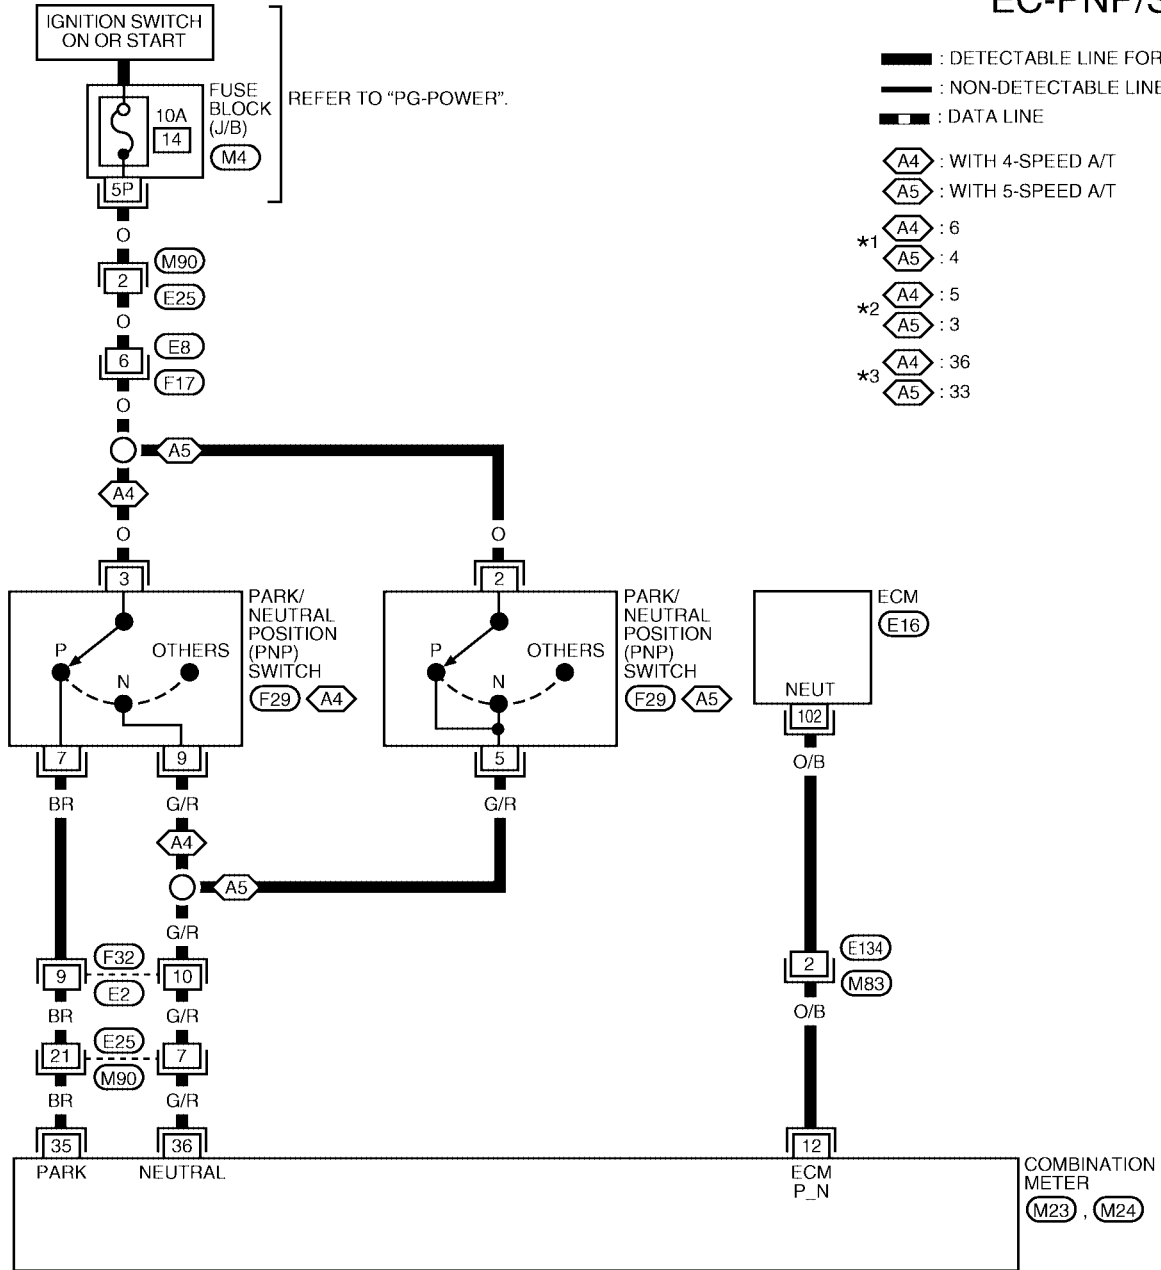 EC-PNP/S
IGNITION SWITCH
ON OR START
FUSE
BLOCK
(J/B)
M4
10A
14
5P
REFER TO “PG-POWER”.
: DETECTABLE LINE FOR
: NON-DETECTABLE LINE
: DATA LINE
A4 : WITH 4-SPEED A/T
A5 : WITH 5-SPEED A/T
*1
A4 : 6
A5 : 4
*2
A4 : 5
A5 : 3
*3
A4 : 36
A5 : 33
O
2
M90
E25
O
6
E8
F17
O
A5
A4
O
O
3
P
N
OTHERS
PARK/
NEUTRAL
POSITION
(PNP)
SWITCH
F29 A4
7
9
2
P
N
OTHERS
PARK/
NEUTRAL
POSITION
(PNP)
SWITCH
F29 A5
5
ECM
E16
NEUT
102
BR
G/R
G/R
O/B
A4
A5
G/R
9
F32
E2
10
BR
G/R
21
E25
M90
7
BR
G/R
2
E134
M83
O/B
35
36
12
PARK
NEUTRAL
ECM
P_N
COMBINATION
METER
M23 , M24